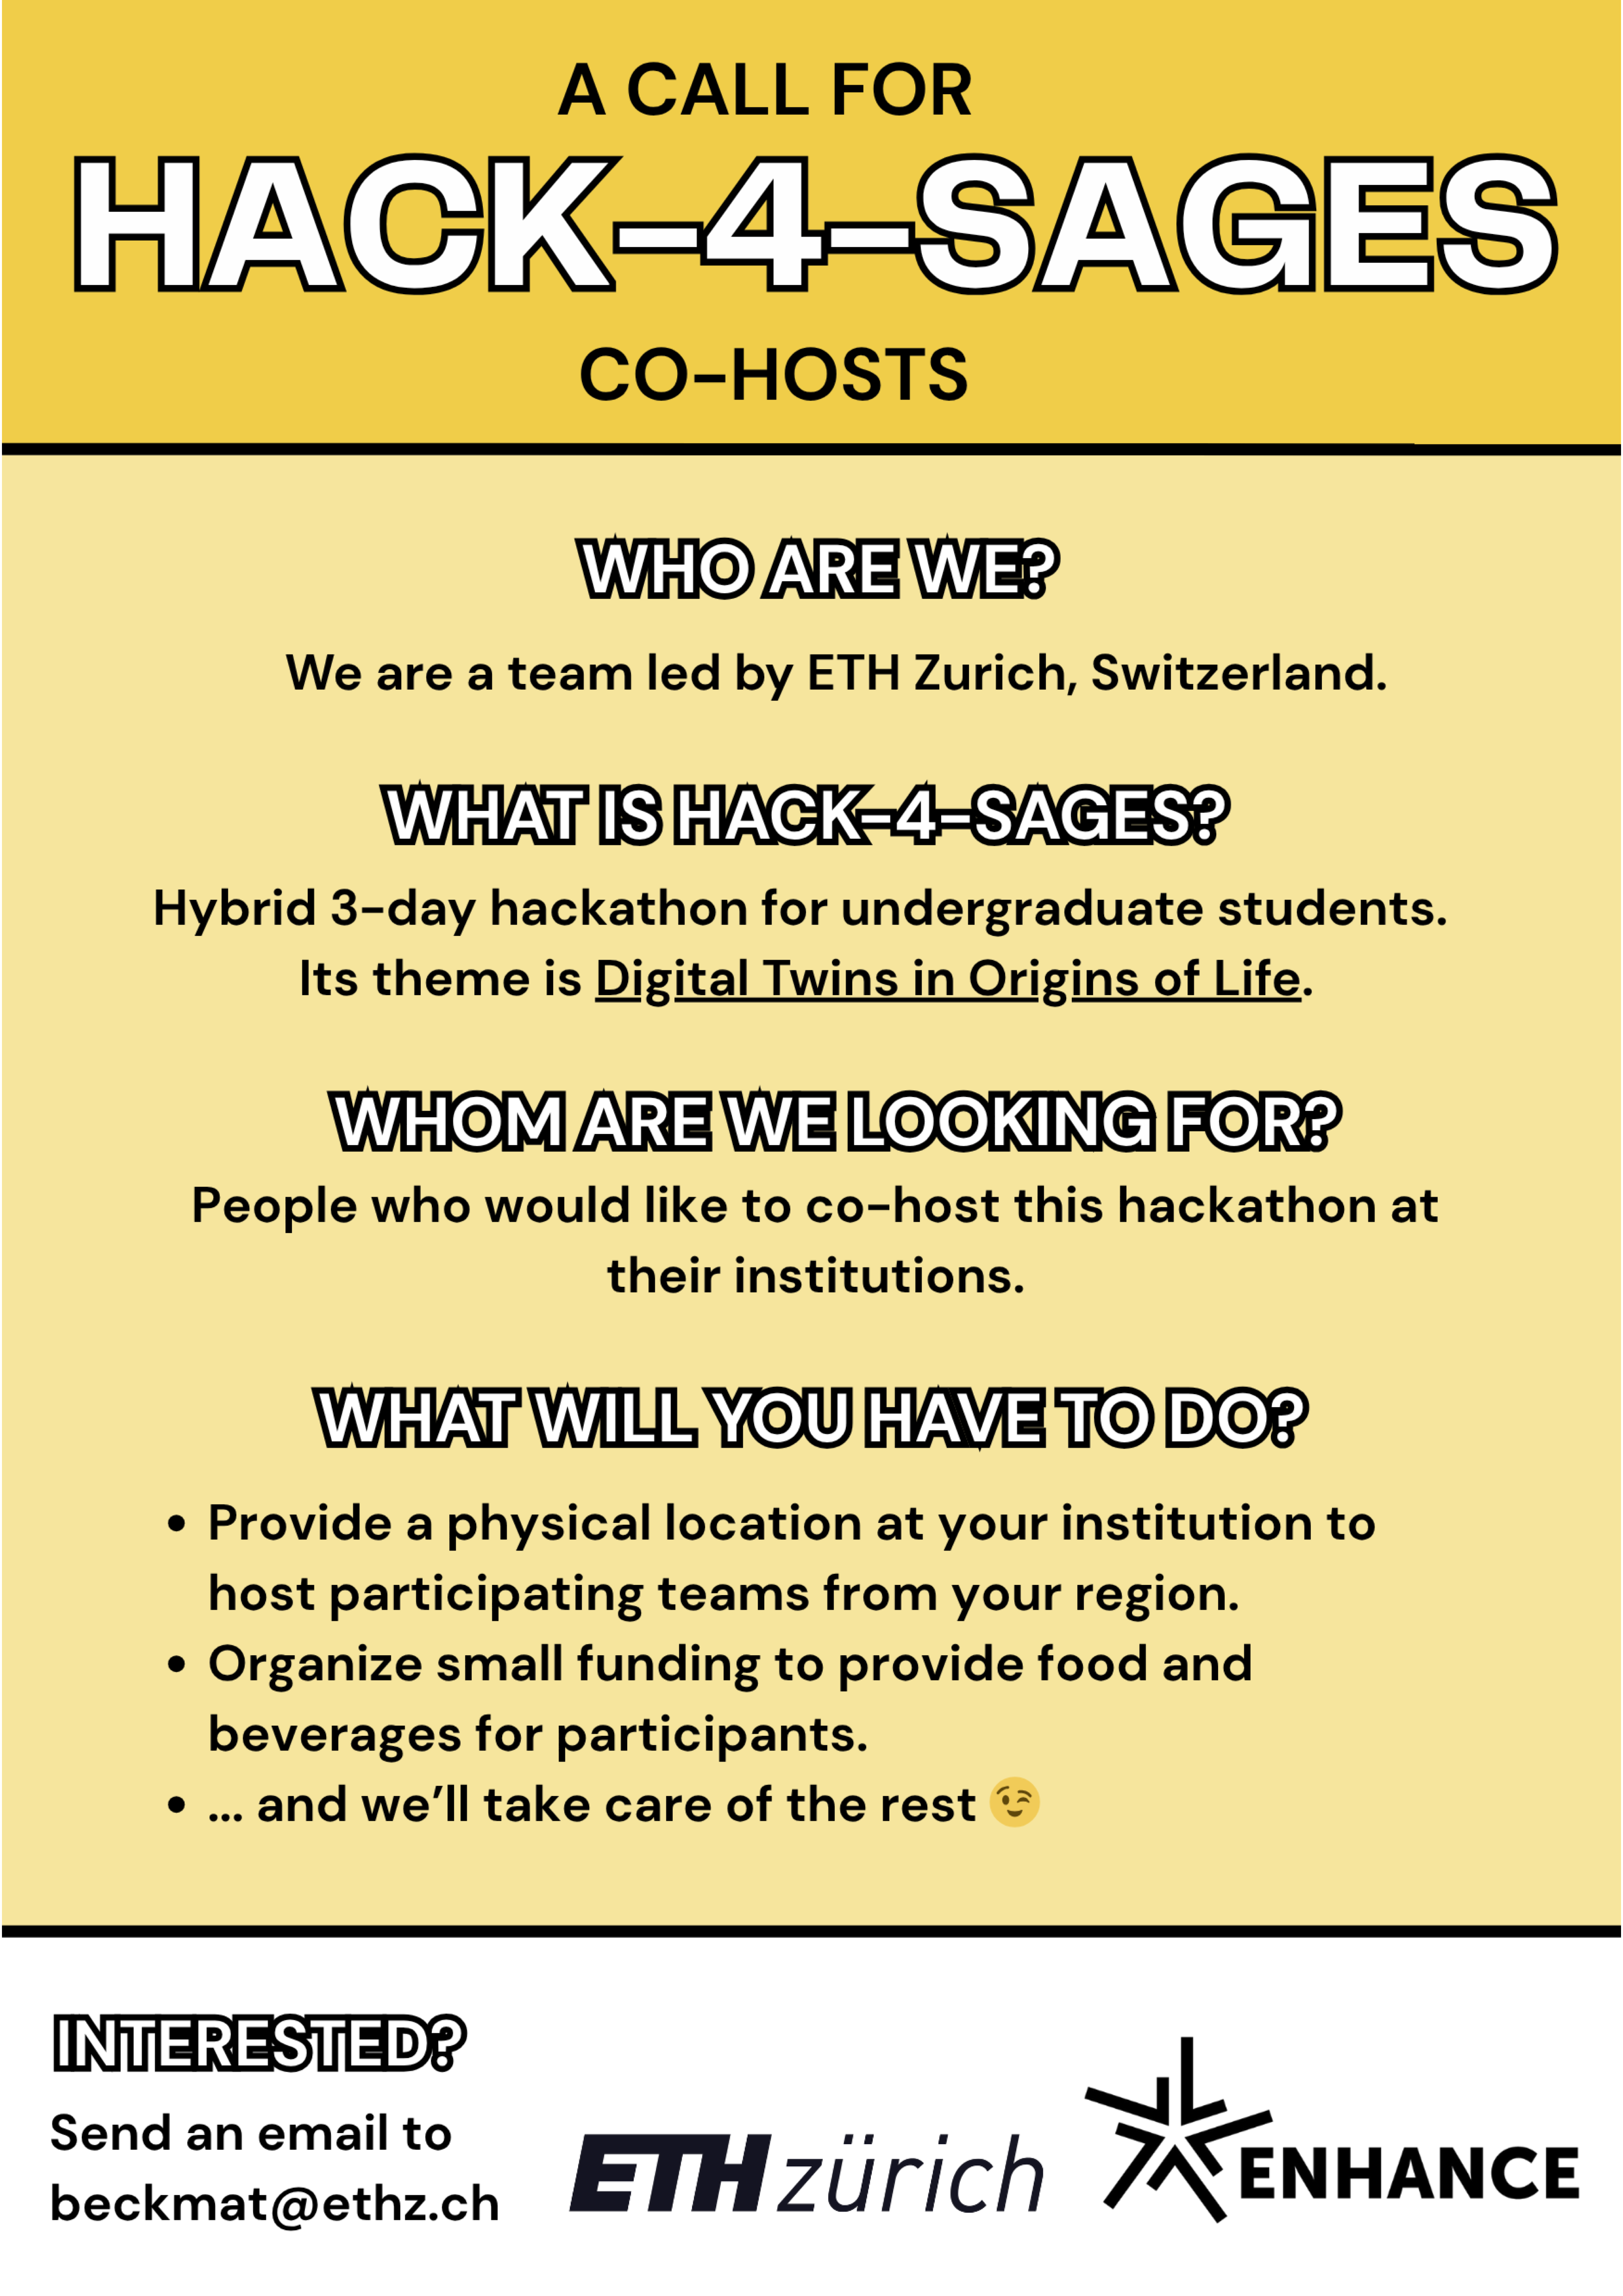 A CALL FOR
HACK-4-SAGES
CO-HOSTS
WHO ARE WE?
We are a team led by ETH Zurich, Switzerland.
WHAT IS HACK-4-SAGES?
Hybrid 3-day hackathon for undergraduate students.
Its theme is Digital Twins in Origins of Life.
WHOM ARE WE LOOKING FOR?
People who would like to co-host this hackathon at
their institutions.
WHAT WILL YOU HAVE TO DO?
• Provide a physical location at your institution to
host participating teams from your region.
• Organize small funding to provide food and
beverages for participants.
• ... and we’ll take care of the rest 😉
INTERESTED?
Send an email to
beckmat@ethz.ch
ETH zürich
ENHANCE